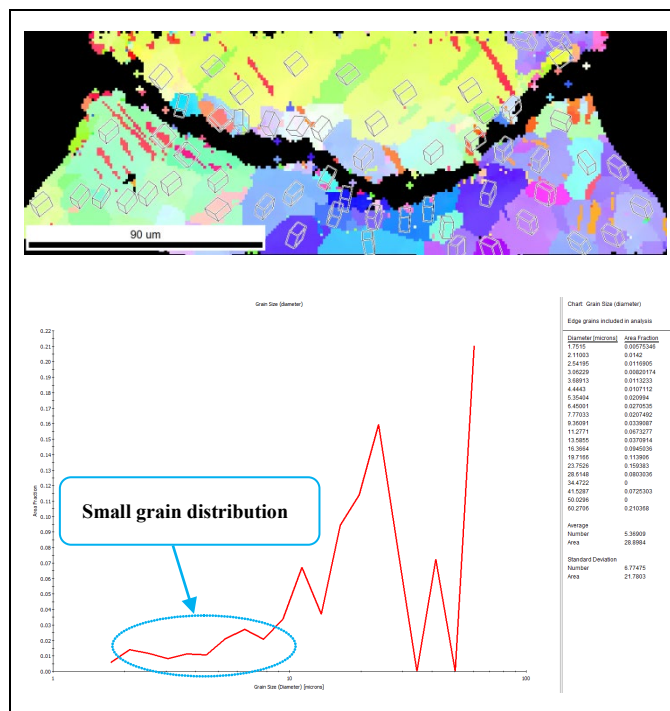 90 um
Grain Size (diameter)
Chart Grain Size (diameter)
Edge grains included in analysis
Diameter [microns] Area Fraction
1.7515 0.00575346
2.11003 0.0142
2.54195 0.0116905
3.06229 0.00820174
3.68913 0.0113233
4.4443 0.0107112
5.35404 0.020994
6.45001 0.0270535
7.77033 0.0207492
9.36091 0.0339087
11.2771 0.0673277
13.5855 0.0370914
16.3664 0.0945036
19.7166 0.113906
23.7526 0.159383
28.6148 0.0803036
34.4722 0
41.5287 0.0725303
50.0296 0
60.2706 0.210368
Average
Number 5.36909
Area 28.8984
Standard Deviation
Number 6.77475
Area 21.7803
0.22
0.21
0.20
0.19
0.18
0.17
0.16
0.15
0.14
0.13
0.12
0.11
0.10
0.09
0.08
0.07
0.06
0.05
0.04
0.03
0.02
0.01
0.00
Area Fraction
Small grain distribution
1 10 100
Grain Size (Diameter) [microns]